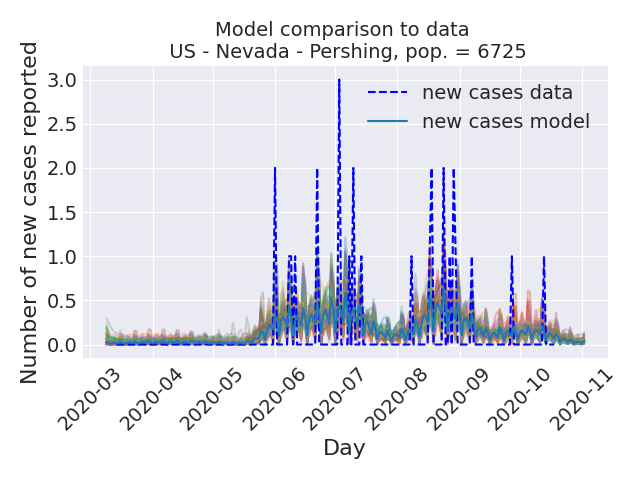 Model comparison to data
US - Nevada - Pershing, pop. = 6725
Number of new cases reported
3.0
2.5
2.0
1.5
1.0
0.5
0.0
new cases data
new cases model
2020-03
2020-04
2020-05
2020-06
2020-07
2020-08
2020-09
2020-10
2020-11
Day